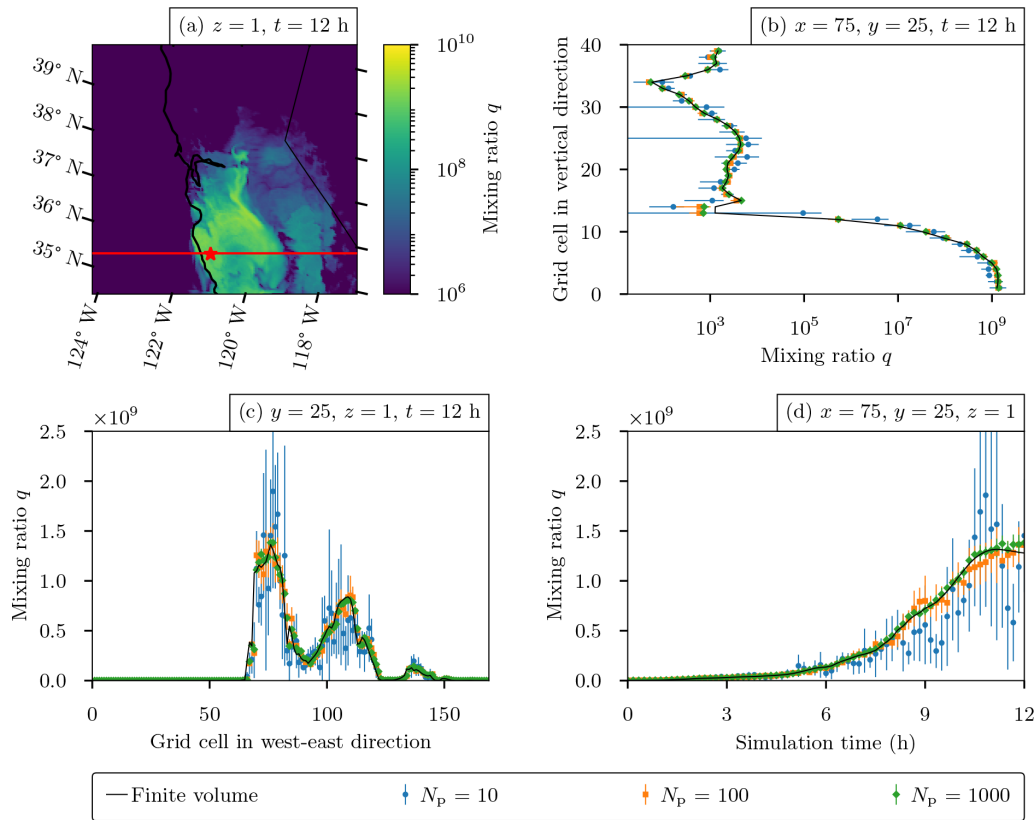 (a) z = 1, t = 12 h
39° N
38° N
37° N
36° N
35° N
124° W
122° W
120° W
118° W
10^10
10^8
10^6
Mixing ratio q
(b) x = 75, y = 25, t = 12 h
40
30
20
10
0
Grid cell in vertical direction
10^3
10^5
10^7
10^9
Mixing ratio q
(c) y = 25, z = 1, t = 12 h
×10^9
2.5
2.0
1.5
1.0
0.5
0.0
Mixing ratio q
0
50
100
150
Grid cell in west-east direction
(d) x = 75, y = 25, z = 1
×10^9
2.5
2.0
1.5
1.0
0.5
0.0
Mixing ratio q
0
3
6
9
12
Simulation time (h)
Finite volume
N_p = 10
N_p = 100
N_p = 1000